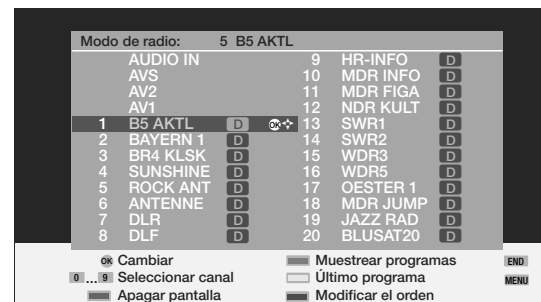 Modo de radio: 5 B5 AKTL
AUDIO IN
AVS
AV2
AV1
1 B5 AKTL D OK
2 BAYERN 1 D
3 BR4 KLSK D
4 SUNSHINE D
5 ROCK ANT D
6 ANTENNE D
7 DLR D
8 DLF D
9 HR-INFO D
10 MDR INFO D
11 MDR FIGA D
12 NDR KULT D
13 SWR1 D
14 SWR2 D
15 WDR3 D
16 WDR5 D
17 OESTER 1 D
18 MDR JUMP D
19 JAZZ RAD D
20 BLUSAT20 D
OK Cambiar
0 ... 9 Seleccionar canal
Apagar pantalla
Muestrear programas
Último programa
Modificar el orden
END
MENU